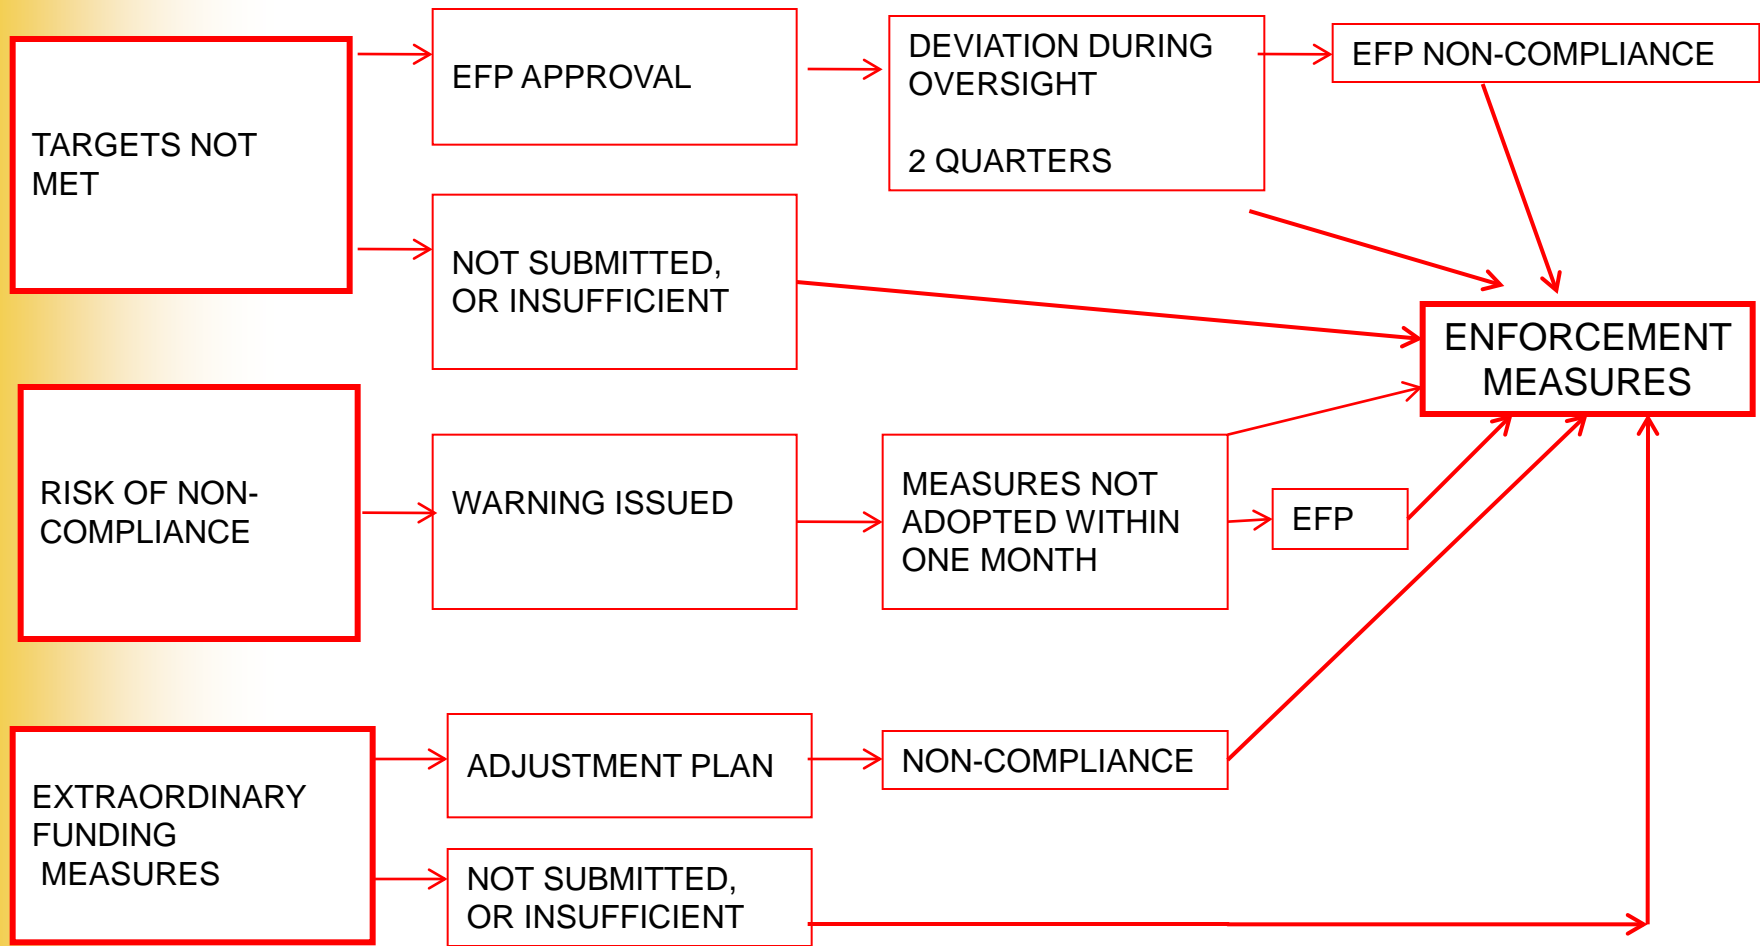 TARGETS NOT
MET
EFP APPROVAL
DEVIATION DURING
OVERSIGHT
2 QUARTERS
EFP NON-COMPLIANCE
NOT SUBMITTED,
OR INSUFFICIENT
ENFORCEMENT
MEASURES
RISK OF NON-
COMPLIANCE
WARNING ISSUED
MEASURES NOT
ADOPTED WITHIN
ONE MONTH
EFP
EXTRAORDINARY
FUNDING
MEASURES
ADJUSTMENT PLAN
NON-COMPLIANCE
NOT SUBMITTED,
OR INSUFFICIENT